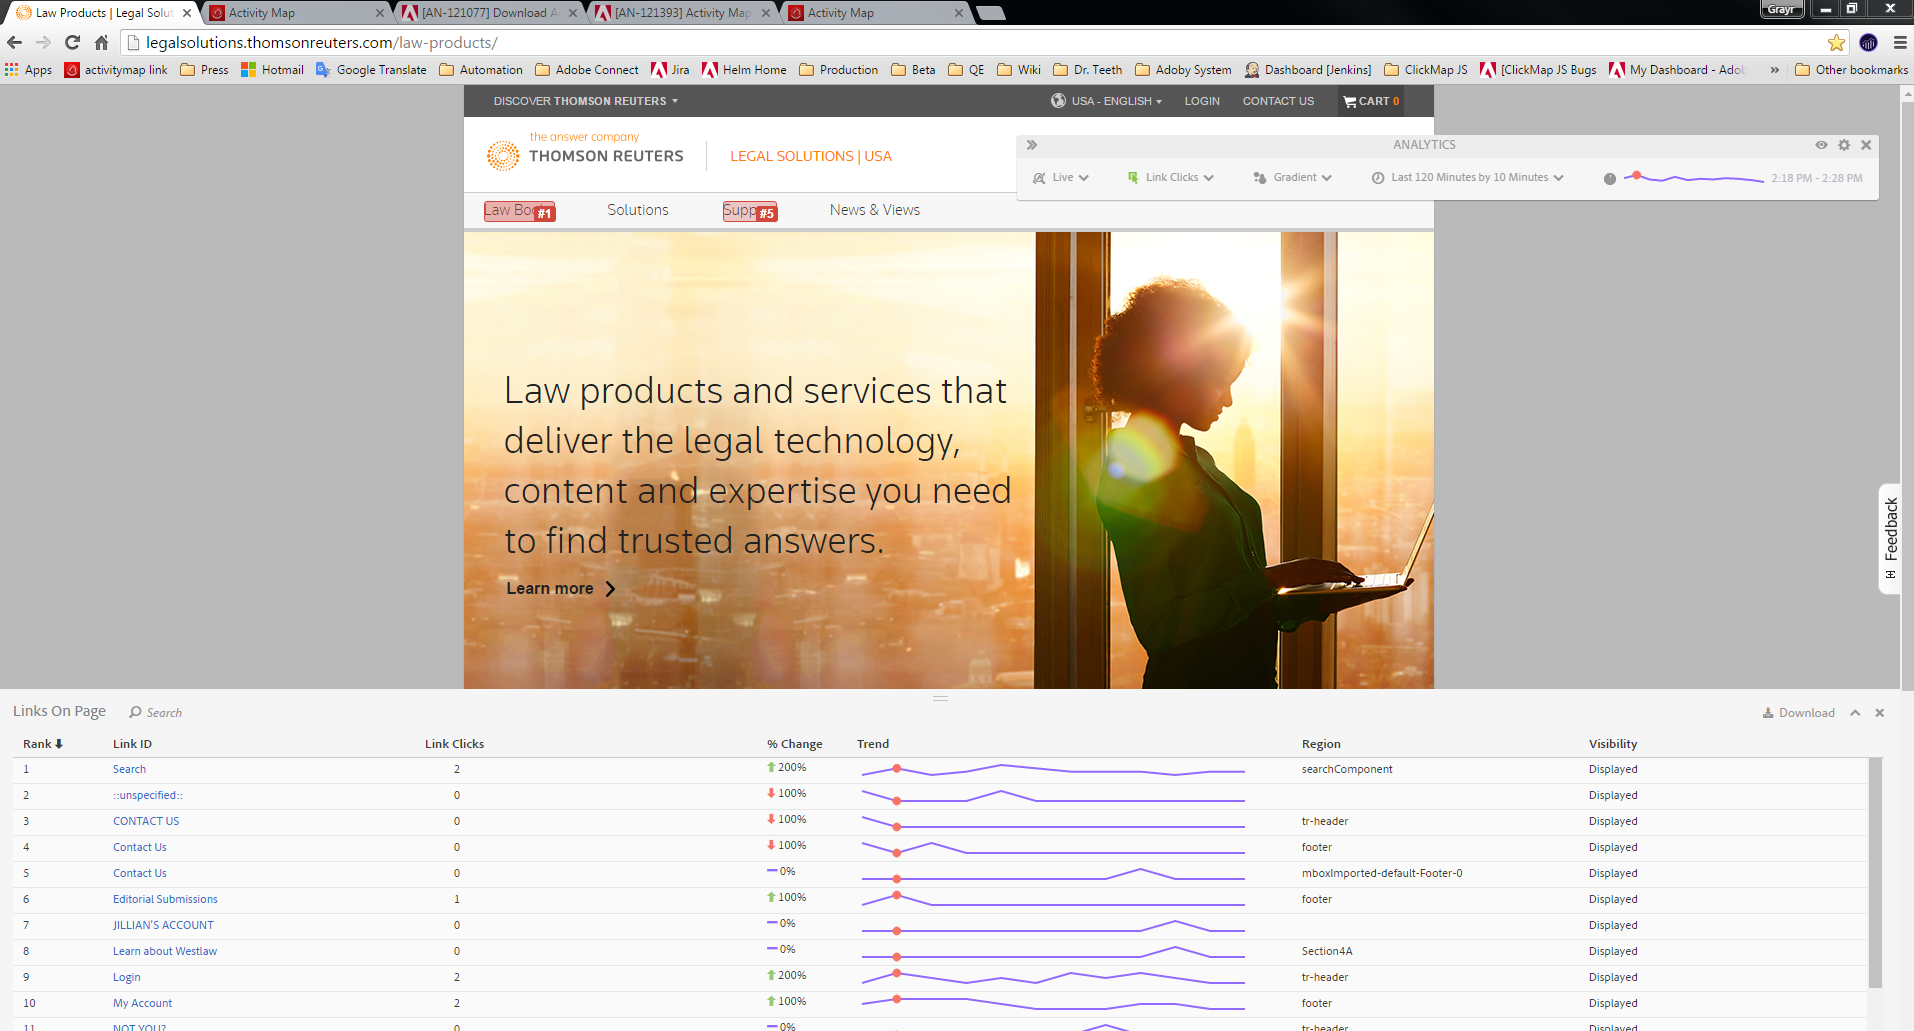 Law Products | Legal Solut
Activity Map
[AN-121077] Download A
[AN-121393] Activity Map
Activity Map
Grayr
legalsolutions.thomsonreuters.com/law-products/
Apps
activitymap link
Press
Hotmail
Google Translate
Automation
Adobe Connect
Jira
Helm Home
Production
Beta
QE
Wiki
Dr. Teeth
Adoby System
Dashboard [Jenkins]
ClickMap JS
[ClickMap JS Bugs
My Dashboard - Adob
»
Other bookmarks
DISCOVER THOMSON REUTERS
USA - ENGLISH
LOGIN
CONTACT US
CART 0
the answer company
THOMSON REUTERS
LEGAL SOLUTIONS | USA
ANALYTICS
Live
Link Clicks
Gradient
Last 120 Minutes by 10 Minutes
2:18 PM - 2:28 PM
Law Boo #1
Solutions
Supp #5
News & Views
Law products and services that
deliver the legal technology,
content and expertise you need
to find trusted answers.
Learn more
Feedback
Links On Page
Search
Download
Rank Link ID Link Clicks % Change Trend Region Visibility
1 Search 2 200% searchComponent Displayed
2 ::unspecified:: 0 100% Displayed
3 CONTACT US 0 100% tr-header Displayed
4 Contact Us 0 100% footer Displayed
5 Contact Us 0 0% mboxImported-default-Footer-0 Displayed
6 Editorial Submissions 1 100% footer Displayed
7 JILLIAN'S ACCOUNT 0 0% Displayed
8 Learn about Westlaw 0 0% Section4A Displayed
9 Login 2 200% tr-header Displayed
10 My Account 2 100% footer Displayed
11 NOT YOU? 0 0% tr-header Displayed